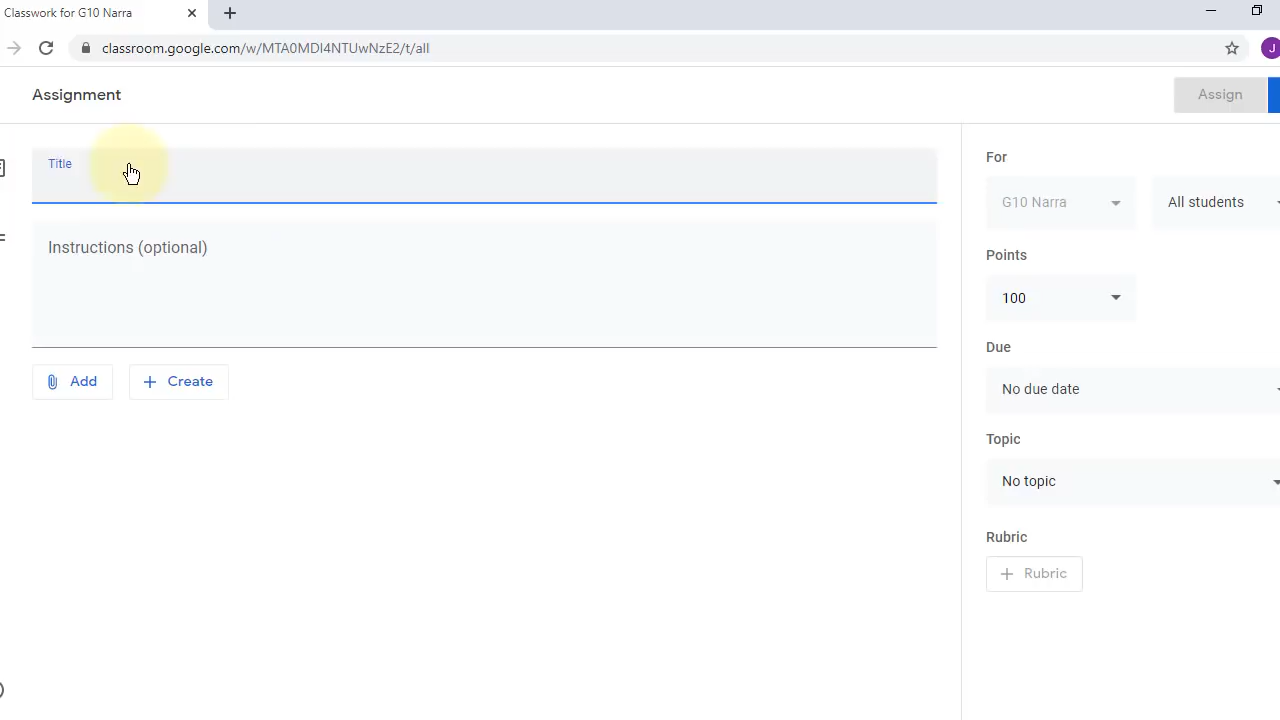 Classwork for G10 Narra
classroom.google.com/w/MTA0MDI4NTUwNzE2/t/all
J
Assignment
Assign
Title
For
G10 Narra
All students
Instructions (optional)
Points
100
Due
Add
Create
No due date
Topic
No topic
Rubric
Rubric